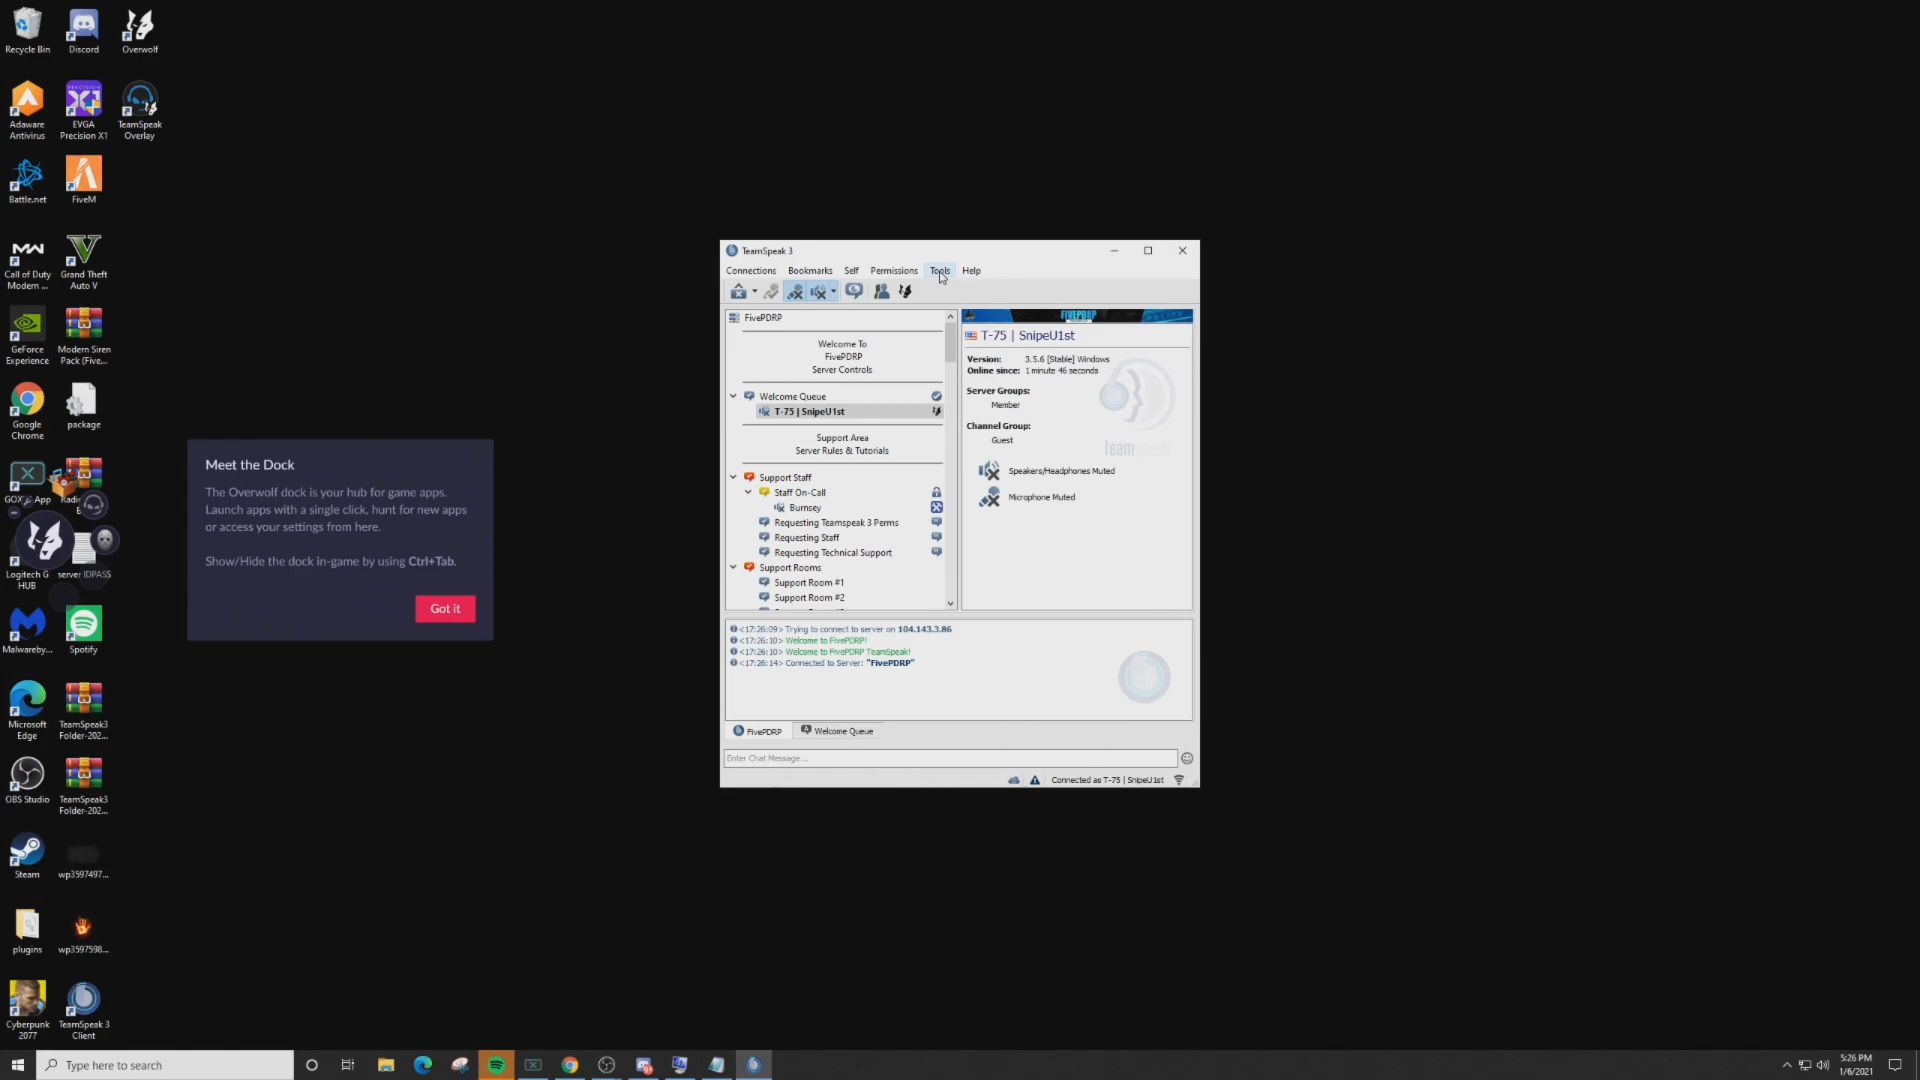 Recycle Bin
Discord
Overwolf
Adaware
Antivirus
EVGA
Precision X1
TeamSpeak
Overlay
Battle.net
FiveM
Call of Duty
Modern ...
Grand Theft
Auto V
GeForce
Experience
Modern Siren
Pack (Five...
Google
Chrome
package
Logitech G
HUB
server IDPASS
Malwareby...
Spotify
Microsoft
Edge
TeamSpeak3
Folder-202...
OBS Studio
TeamSpeak3
Folder-202...
Steam
wp3597497...
plugins
wp3597598...
Cyberpunk
2077
TeamSpeak 3
Client
Meet the Dock
The Overwolf dock is your hub for game apps.
Launch apps with a single click, hunt for new apps
or access your settings from here.
Show/Hide the dock in-game by using Ctrl+Tab.
Got it
TeamSpeak 3
Connections Bookmarks Self Permissions Tools Help
FivePDRP
Welcome To
FivePDRP
Server Controls
Welcome Queue
T-75 | SnipeU1st
Support Area
Server Rules & Tutorials
Support Staff
Staff On-Call
Burnsey
Requesting Teamspeak 3 Perms
Requesting Staff
Requesting Technical Support
Support Rooms
Support Room #1
Support Room #2
FIVEPDRP
T-75 | SnipeU1st
Version: 3.5.6 [Stable] Windows
Online since: 1 minute 46 seconds
Server Groups:
Member
Channel Group:
Guest
teamspeak
Speakers/Headphones Muted
Microphone Muted
<17:26:09> Trying to connect to server on 104.143.3.86
<17:26:10> Welcome to FivePDRP!
<17:26:10> Welcome to FivePDRP TeamSpeak!
<17:26:14> Connected to Server: "FivePDRP"
FivePDRP
Welcome Queue
Enter Chat Message...
Connected as T-75 | SnipeU1st
Type here to search
5:26 PM
1/6/2021